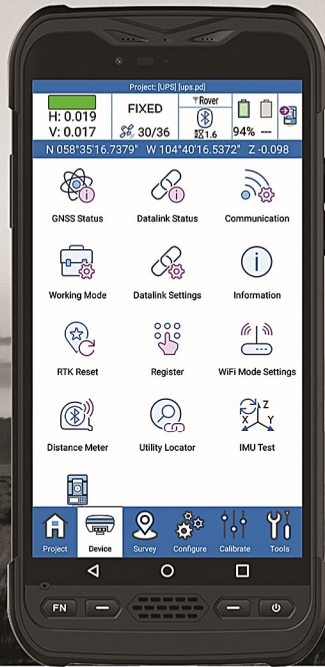 Project: [UPS] [ups.pd]
H: 0.019
V: 0.017
FIXED
30/36
Rover
1.6
94% --
N 058°35'16.7379" W 104°40'16.5372" Z -0.098
GNSS Status
Datalink Status
Communication
Working Mode
Datalink Settings
Information
RTK Reset
Register
WiFi Mode Settings
Distance Meter
Utility Locator
X Z Y
IMU Test
Project
Device
Survey
Configure
Calibrate
Tools
FN